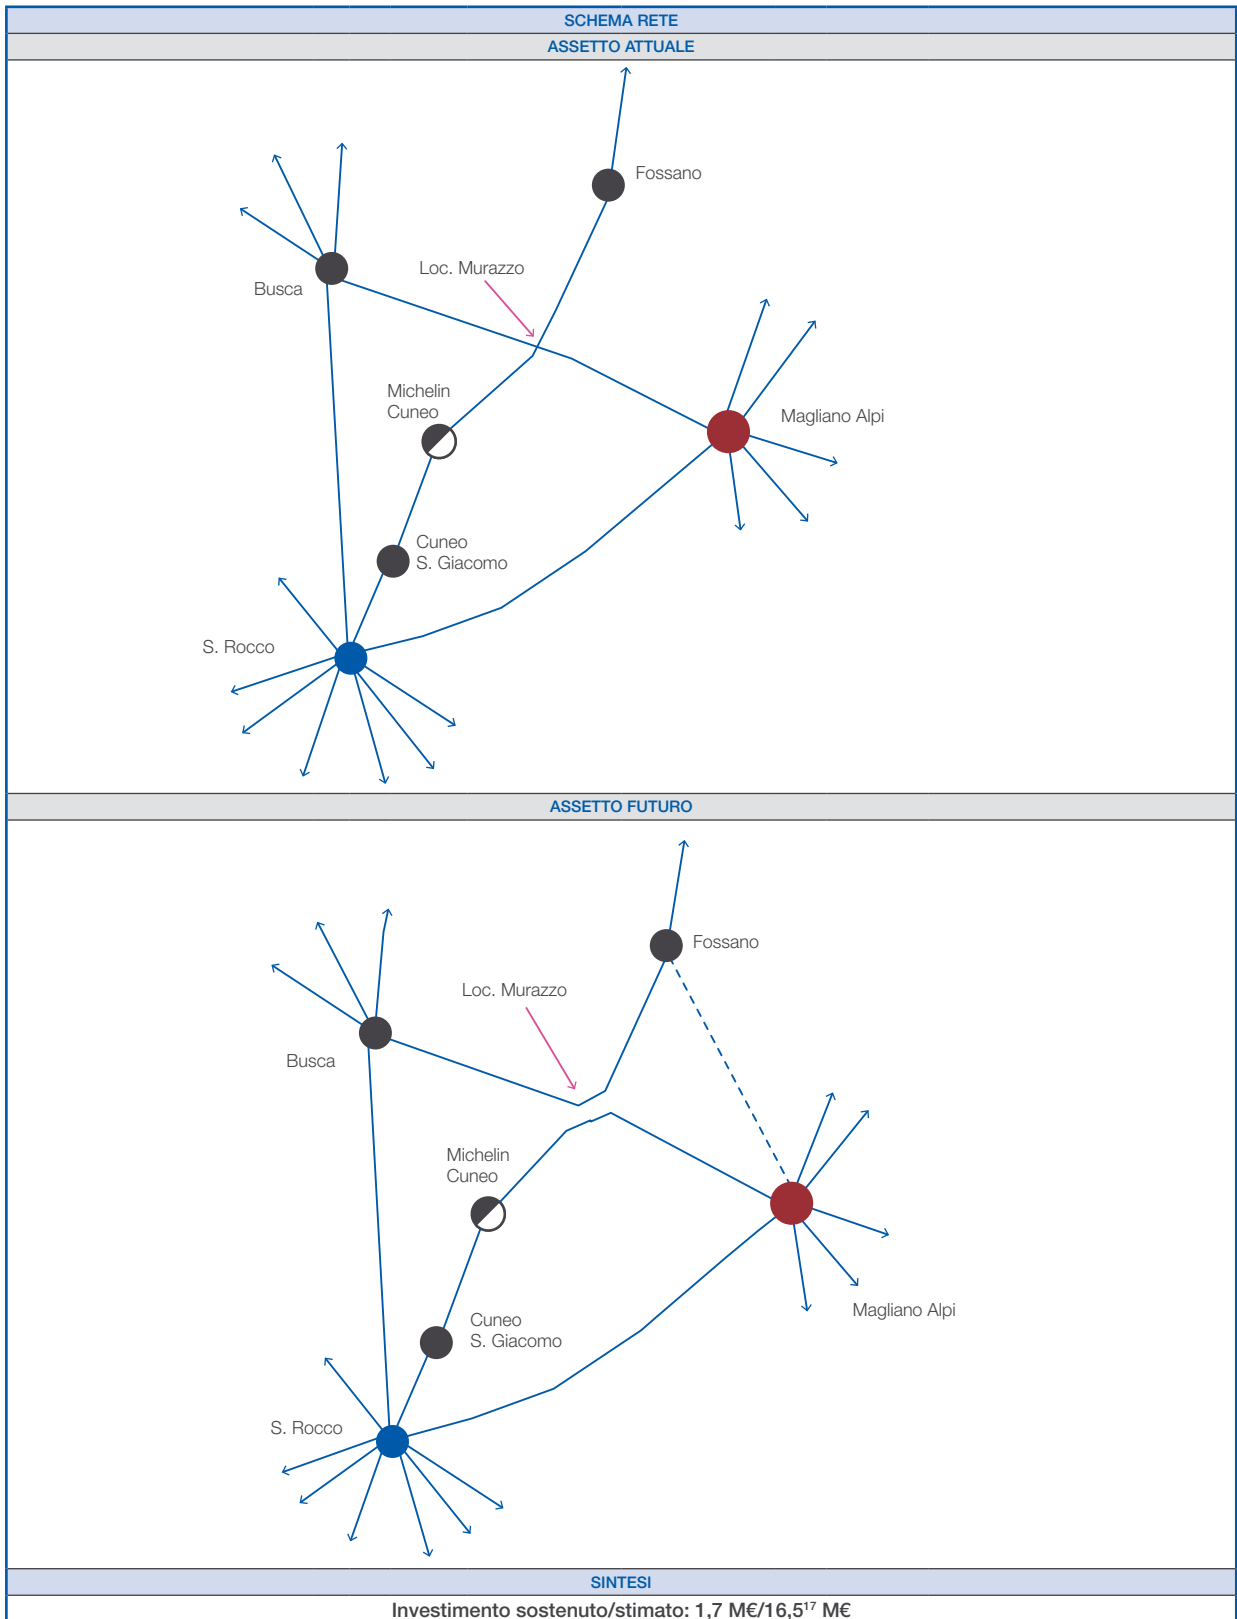 SCHEMA RETE
ASSETTO ATTUALE
Fossano
Loc. Murazzo
Busca
Michelin
Cuneo
Magliano Alpi
Cuneo
S. Giacomo
S. Rocco
ASSETTO FUTURO
Fossano
Loc. Murazzo
Busca
Michelin
Cuneo
Magliano Alpi
Cuneo
S. Giacomo
S. Rocco
SINTESI
Investimento sostenuto/stimato: 1,7 M€/16,5¹⁷ M€